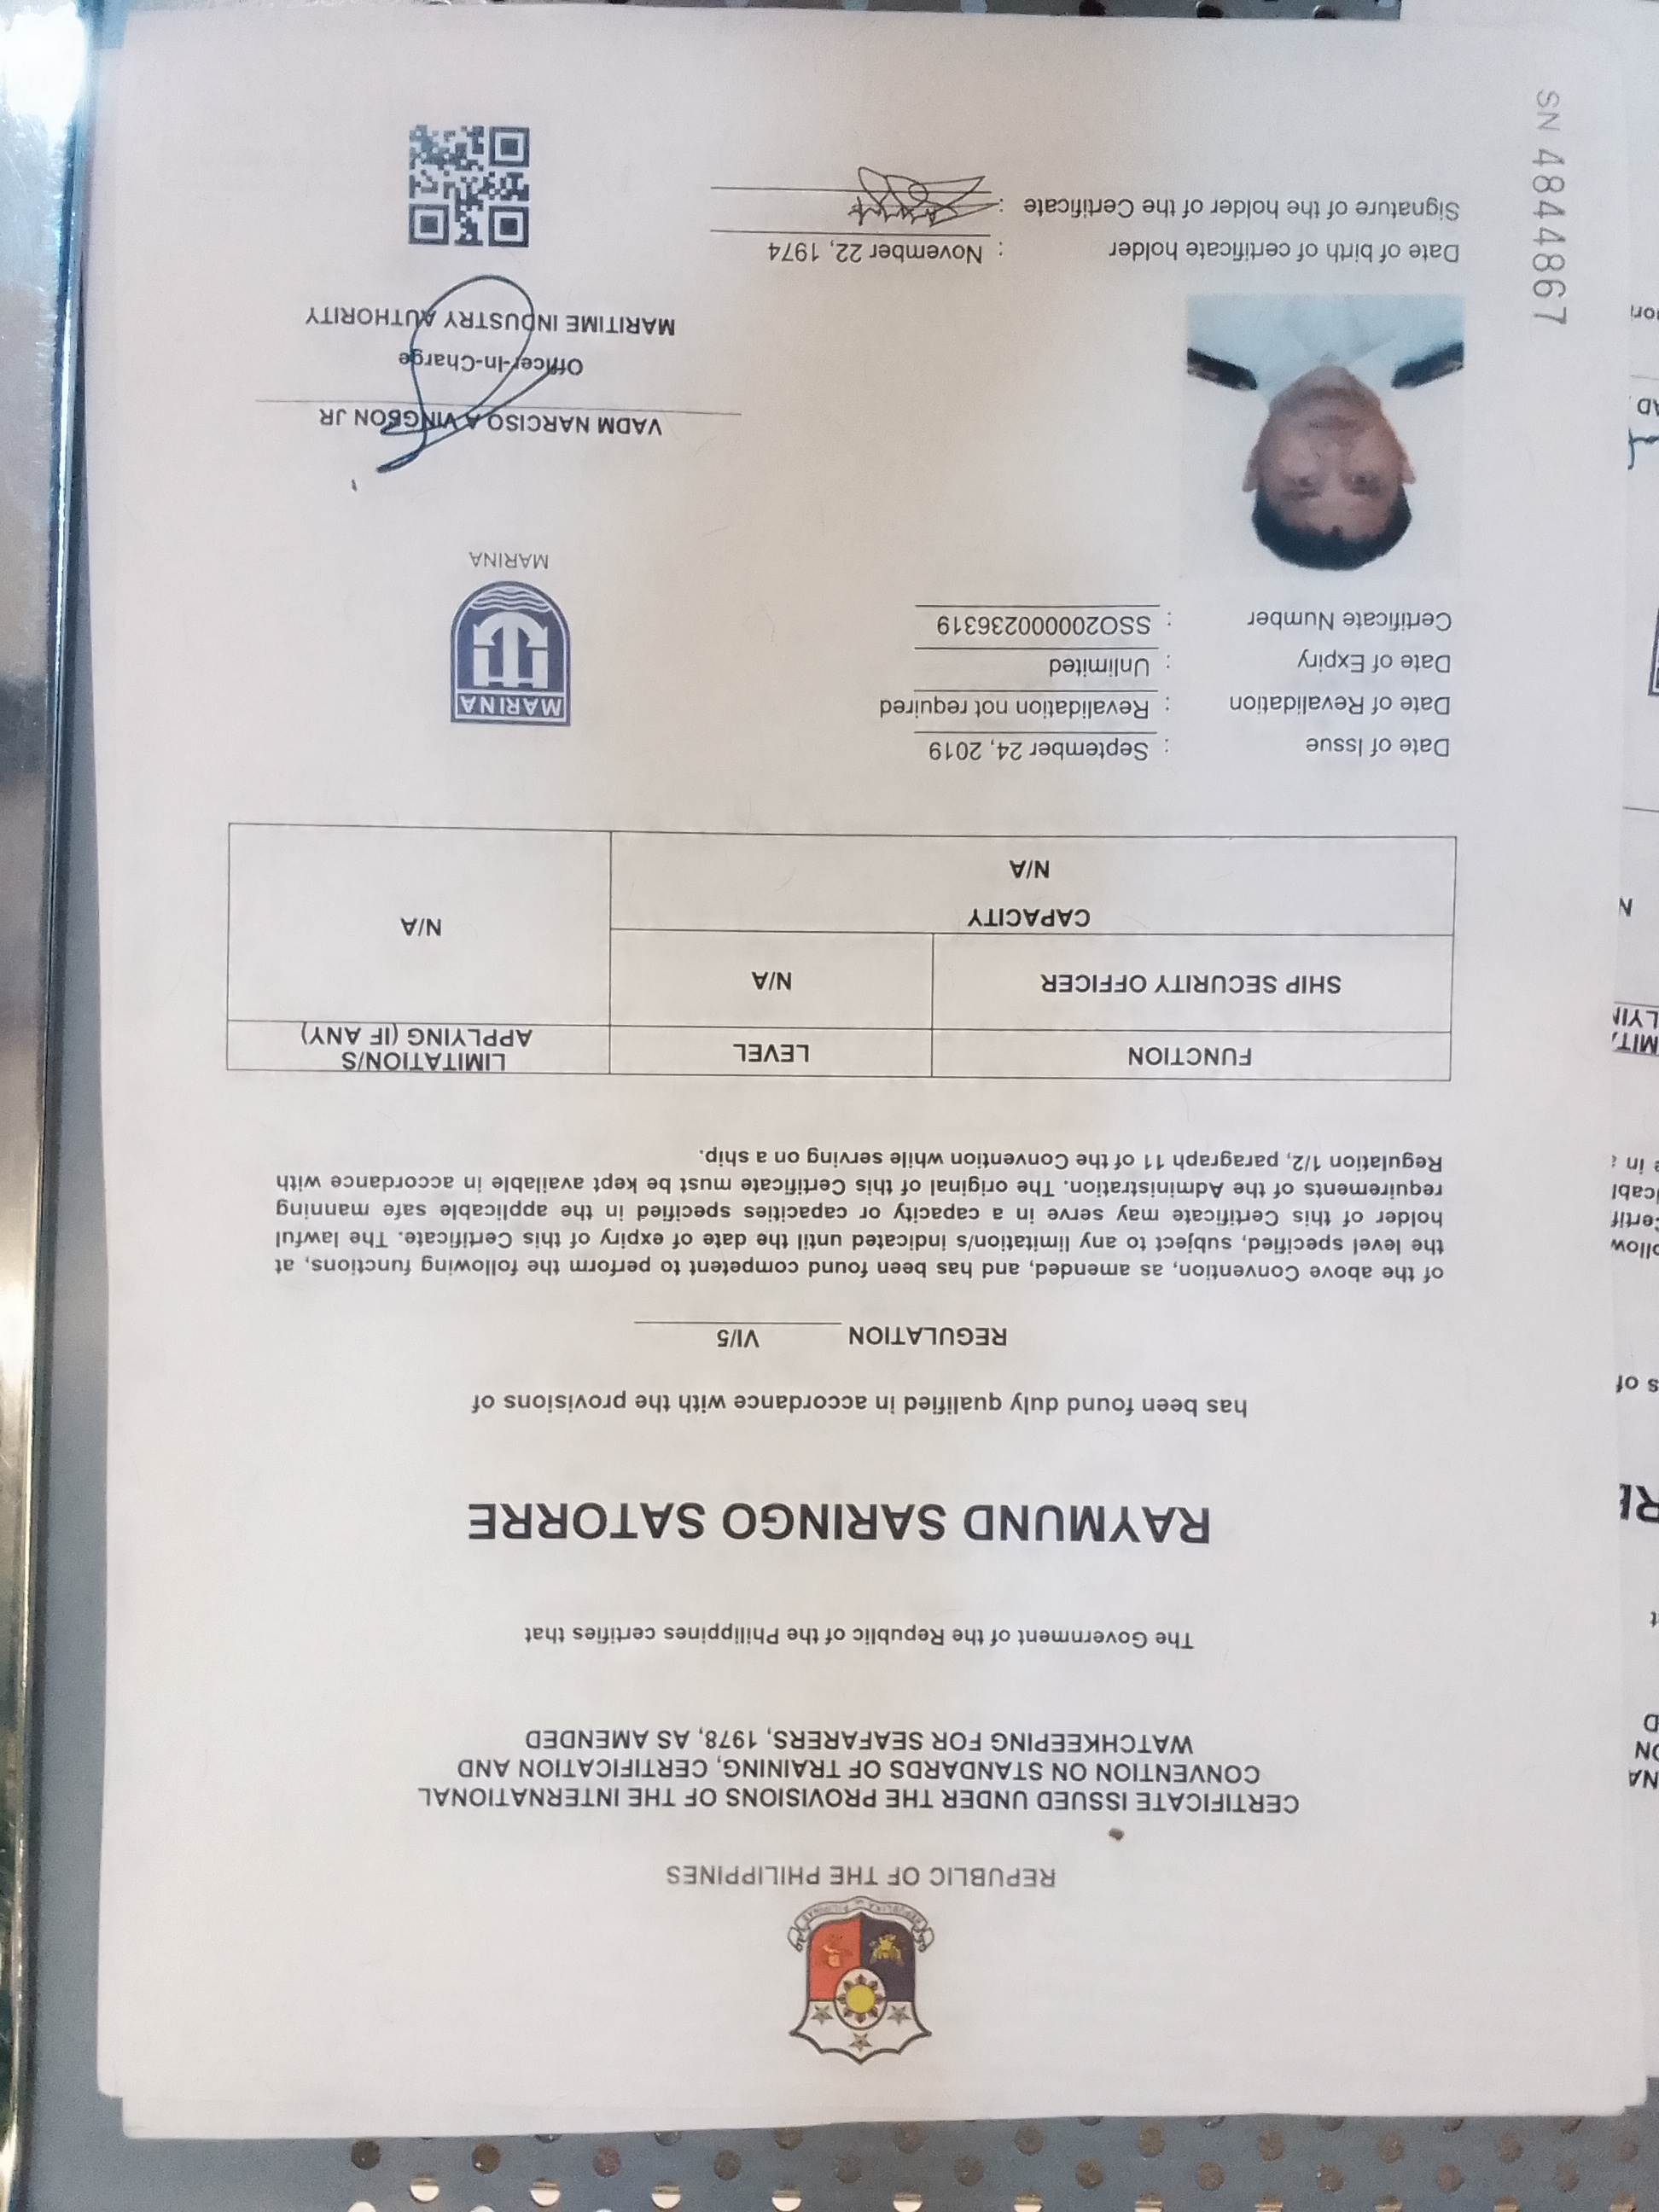 REPUBLIC OF THE PHILIPPINES
CERTIFICATE ISSUED UNDER THE PROVISIONS OF THE INTERNATIONAL
CONVENTION ON STANDARDS OF TRAINING, CERTIFICATION AND
WATCHKEEPING FOR SEAFARERS, 1978, AS AMENDED
The Government of the Republic of the Philippines certifies that
RAYMUND SARINGO SATORRE
has been found duly qualified in accordance with the provisions of
REGULATION VI/5
of the above Convention, as amended, and has been found competent to perform the following functions, at
the level specified, subject to any limitation/s indicated until the date of expiry of this Certificate. The lawful
holder of this Certificate may serve in a capacity or capacities specified in the applicable safe manning
requirements of the Administration. The original of this Certificate must be kept available in accordance with
Regulation 1/2, paragraph 11 of the Convention while serving on a ship.
FUNCTION LEVEL LIMITATION/S
APPLYING (IF ANY)
SHIP SECURITY OFFICER N/A N/A
CAPACITY
N/A
Date of Issue : September 24, 2019
Date of Revalidation : Revalidation not required
Date of Expiry : Unlimited
Certificate Number : SSO200000236319
MARINA
MARINA
VADM NARCISO A VINGSON JR
Officer-In-Charge
MARITIME INDUSTRY AUTHORITY
Date of birth of certificate holder : November 22, 1974
Signature of the holder of the Certificate :
SN 4844867